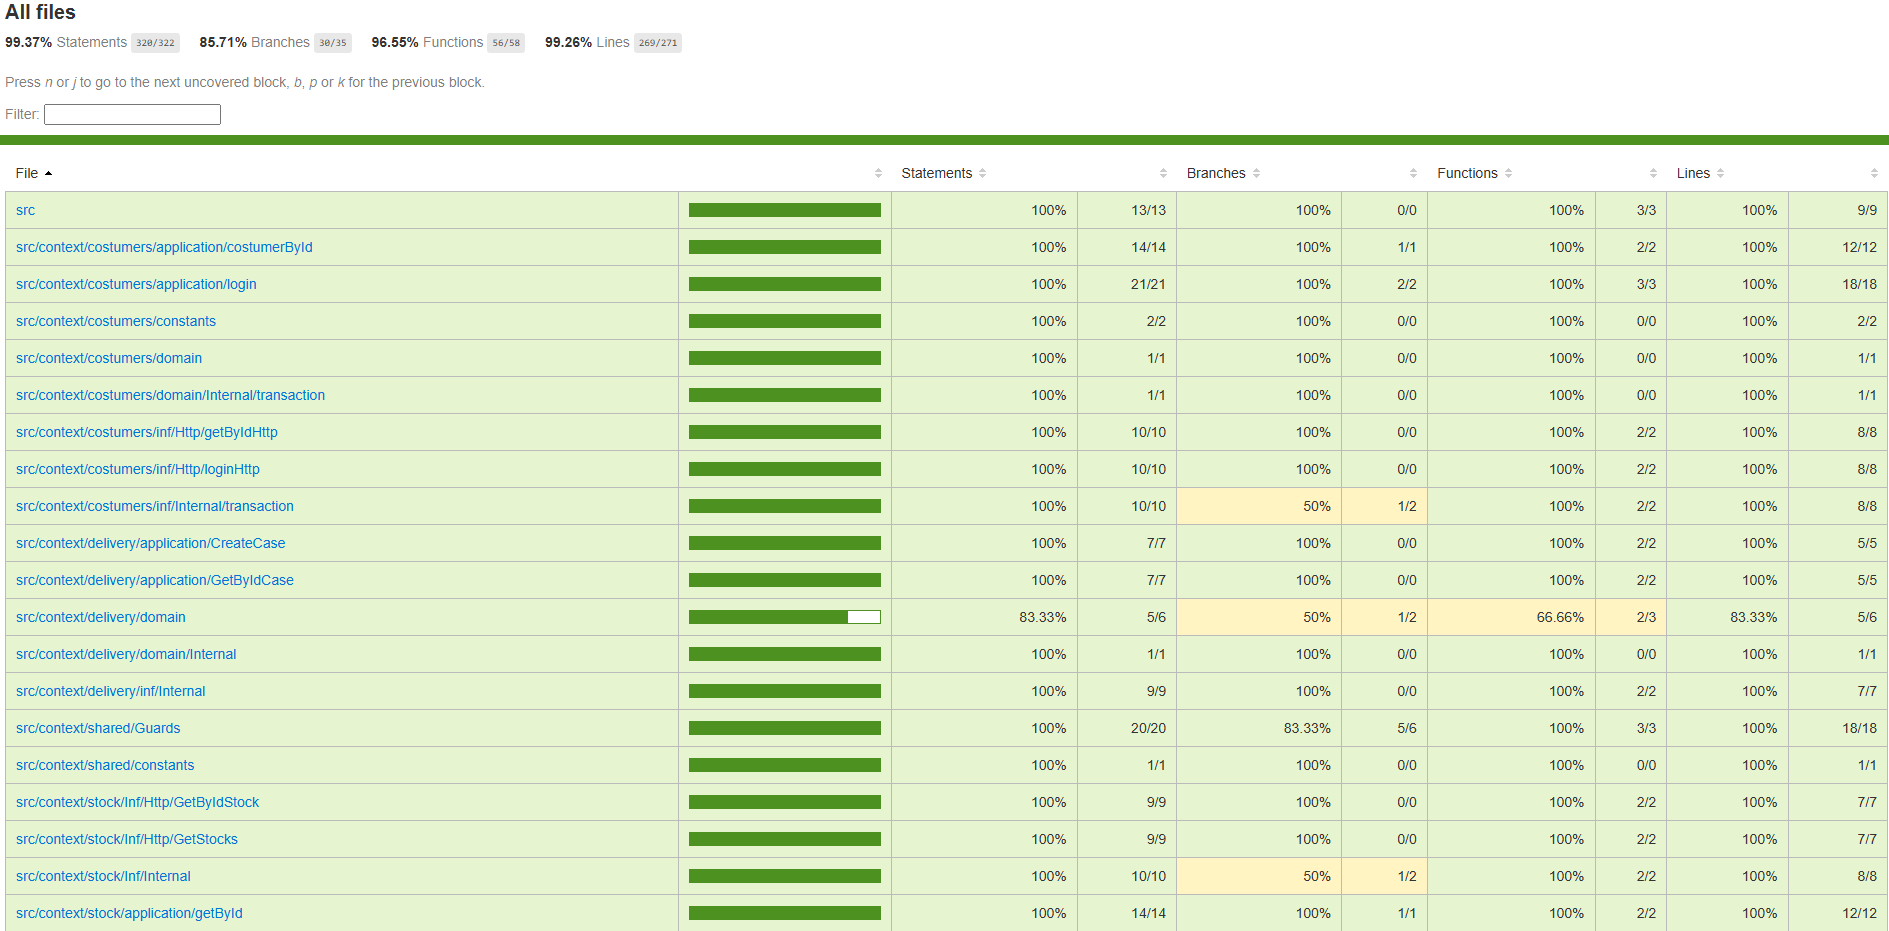 All files
99.37% Statements 320/322 85.71% Branches 30/35 96.55% Functions 56/58 99.26% Lines 269/271
Press n or j to go to the next uncovered block, b, p or k for the previous block.
Filter:
File Statements Branches Functions Lines
src 100% 13/13 100% 0/0 100% 3/3 100% 9/9
src/context/costumers/application/costumerById 100% 14/14 100% 1/1 100% 2/2 100% 12/12
src/context/costumers/application/login 100% 21/21 100% 2/2 100% 3/3 100% 18/18
src/context/costumers/constants 100% 2/2 100% 0/0 100% 0/0 100% 2/2
src/context/costumers/domain 100% 1/1 100% 0/0 100% 0/0 100% 1/1
src/context/costumers/domain/Internal/transaction 100% 1/1 100% 0/0 100% 0/0 100% 1/1
src/context/costumers/inf/Http/getByIdHttp 100% 10/10 100% 0/0 100% 2/2 100% 8/8
src/context/costumers/inf/Http/loginHttp 100% 10/10 100% 0/0 100% 2/2 100% 8/8
src/context/costumers/inf/Internal/transaction 100% 10/10 50% 1/2 100% 2/2 100% 8/8
src/context/delivery/application/CreateCase 100% 7/7 100% 0/0 100% 2/2 100% 5/5
src/context/delivery/application/GetByIdCase 100% 7/7 100% 0/0 100% 2/2 100% 5/5
src/context/delivery/domain 83.33% 5/6 50% 1/2 66.66% 2/3 83.33% 5/6
src/context/delivery/domain/Internal 100% 1/1 100% 0/0 100% 0/0 100% 1/1
src/context/delivery/inf/Internal 100% 9/9 100% 0/0 100% 2/2 100% 7/7
src/context/shared/Guards 100% 20/20 83.33% 5/6 100% 3/3 100% 18/18
src/context/shared/constants 100% 1/1 100% 0/0 100% 0/0 100% 1/1
src/context/stock/Inf/Http/GetByIdStock 100% 9/9 100% 0/0 100% 2/2 100% 7/7
src/context/stock/Inf/Http/GetStocks 100% 9/9 100% 0/0 100% 2/2 100% 7/7
src/context/stock/Inf/Internal 100% 10/10 50% 1/2 100% 2/2 100% 8/8
src/context/stock/application/getById 100% 14/14 100% 1/1 100% 2/2 100% 12/12